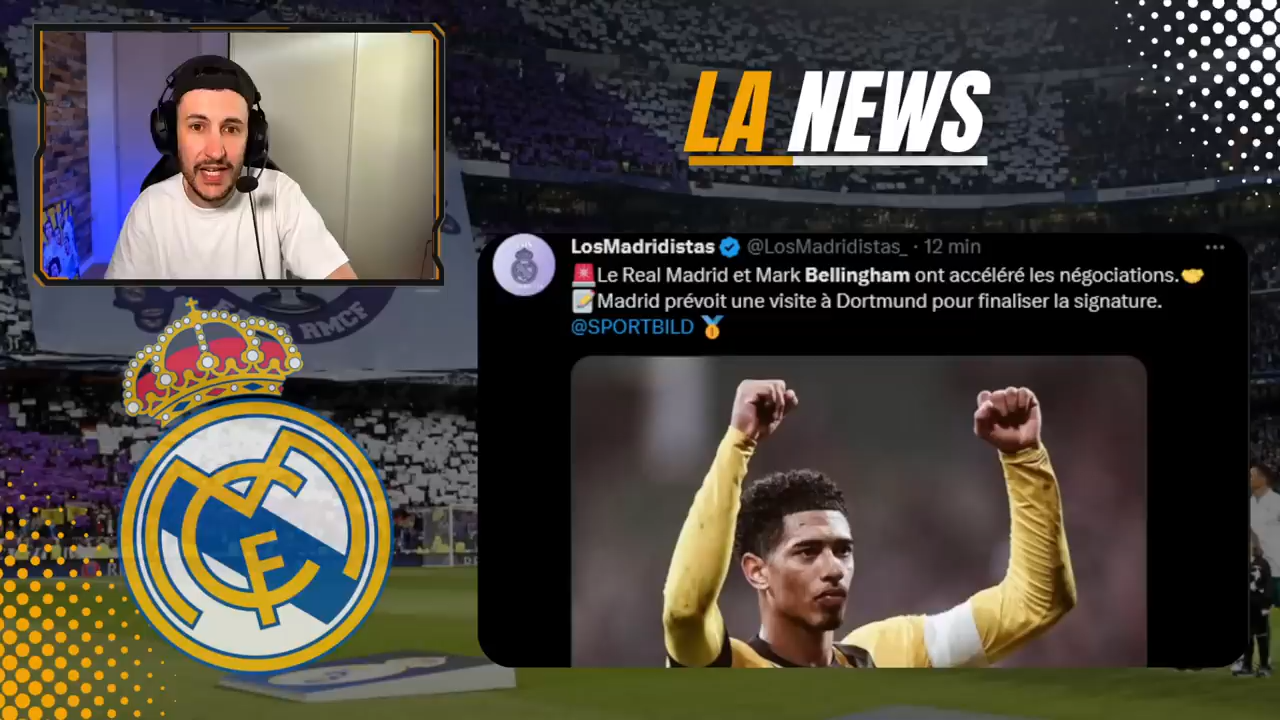 LA NEWS
LosMadridistas @LosMadridistas_ · 12 min
🚨Le Real Madrid et Mark Bellingham ont accéléré les négociations.🤝
📝Madrid prévoit une visite à Dortmund pour finaliser la signature.
@SPORTBILD 🏅
RMCF